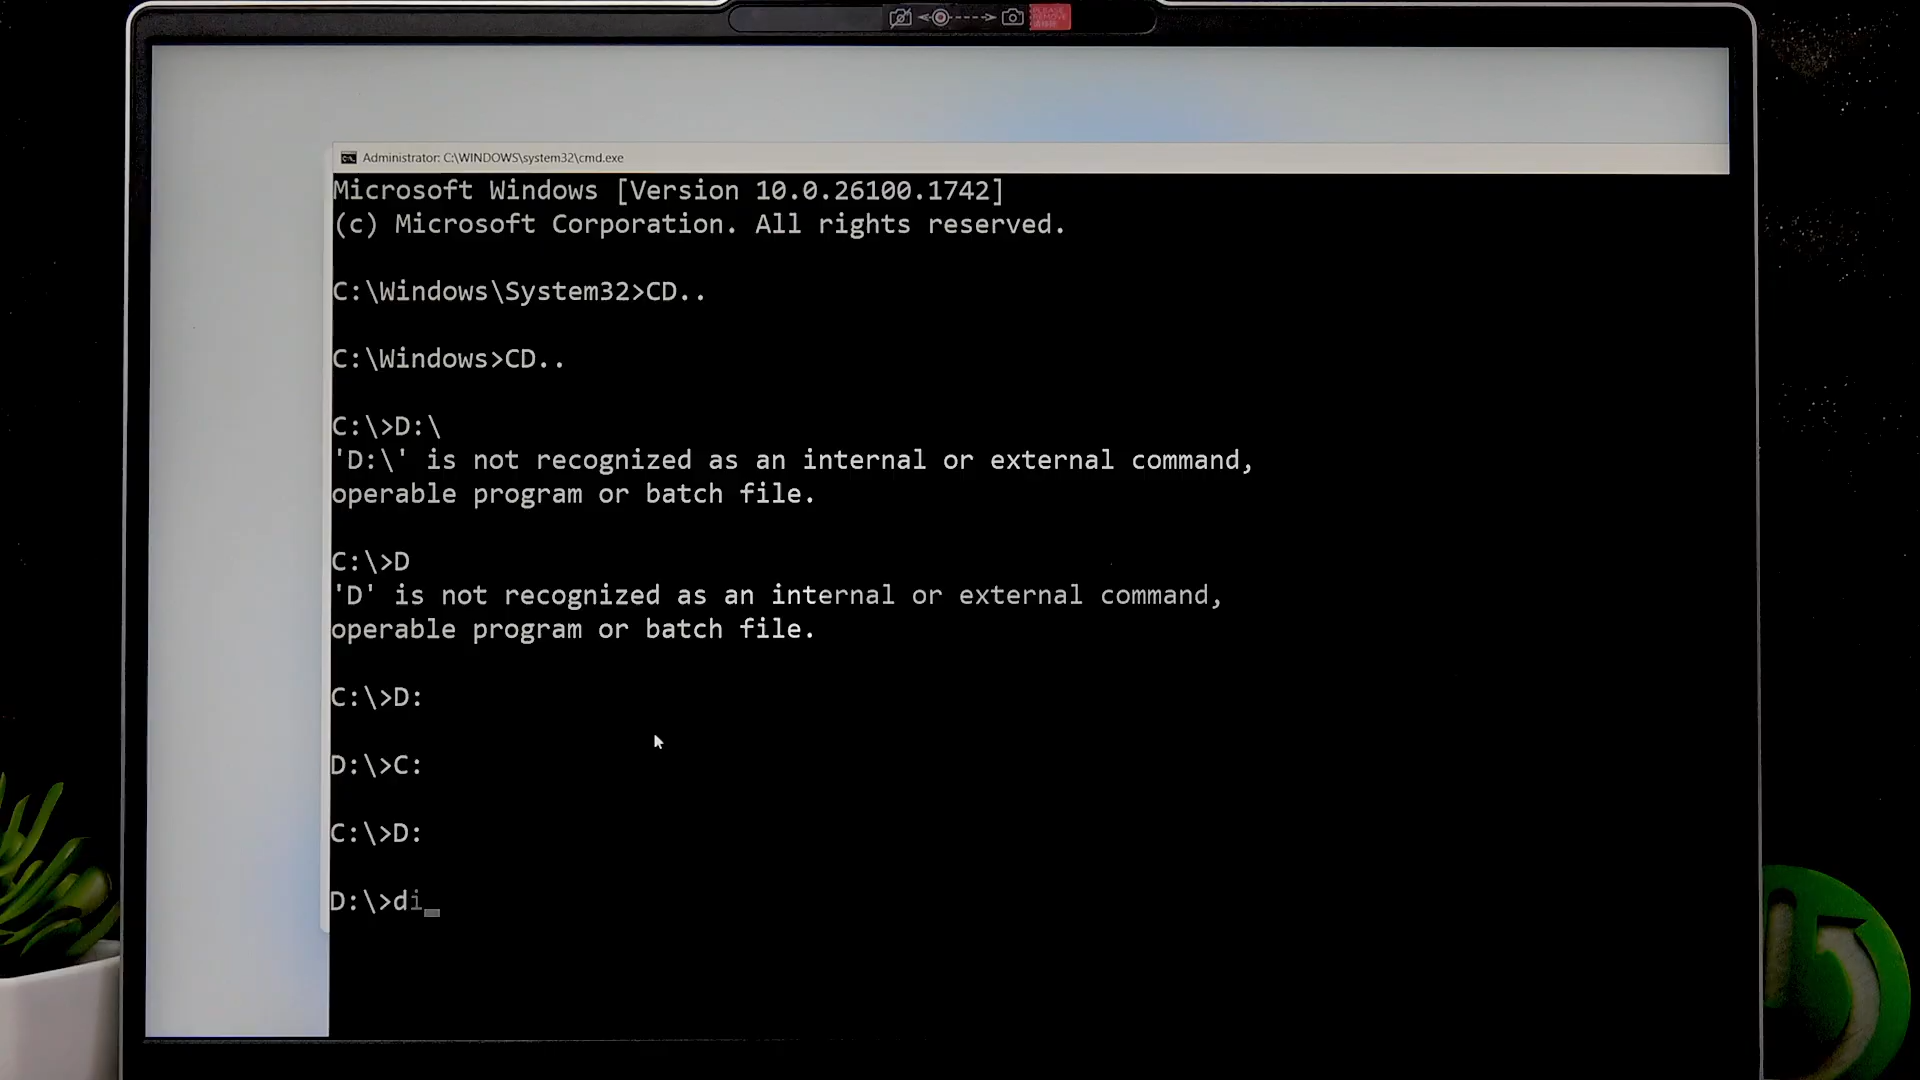 Administrator: C:\WINDOWS\system32\cmd.exe
Microsoft Windows [Version 10.0.26100.1742]
(c) Microsoft Corporation. All rights reserved.
C:\Windows\System32>CD..
C:\Windows>CD..
C:\>D:\
'D:\' is not recognized as an internal or external command,
operable program or batch file.
C:\>D
'D' is not recognized as an internal or external command,
operable program or batch file.
C:\>D:
D:\>C:
C:\>D:
D:\>di_